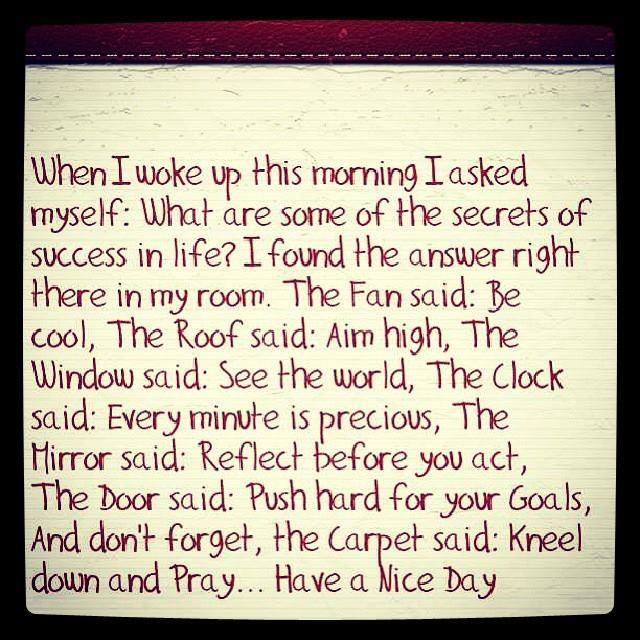 When I woke up this morning I asked
myself: What are some of the secrets of
success in life? I found the answer right
there in my room. The Fan said: Be
cool, The Roof said: Aim high, The
Window said: See the world, The Clock
said: Every minute is precious, The
Mirror said: Reflect before you act,
The Door said: Push hard for your Goals,
And don't forget, the Carpet said: Kneel
down and Pray... Have a Nice Day